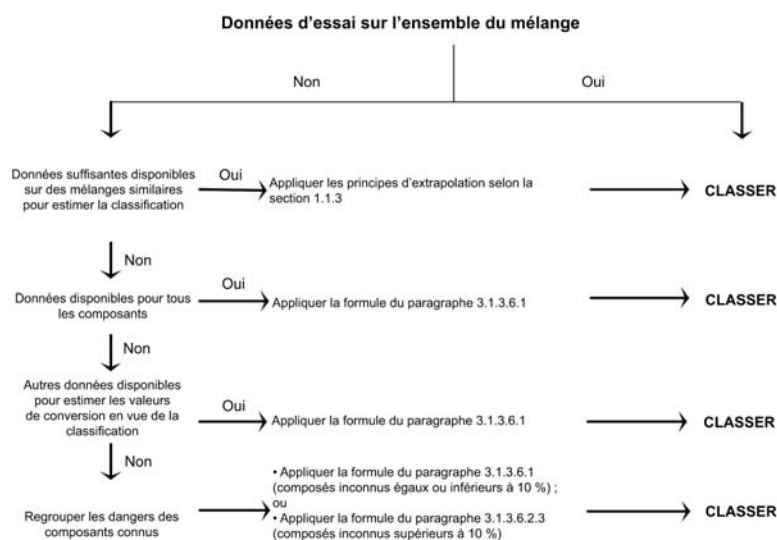 Données d'essai sur l'ensemble du mélange
Non
Oui
Données suffisantes disponibles
sur des mélanges similaires
pour estimer la classification
Oui
Appliquer les principes d'extrapolation selon la
section 1.1.3
CLASSER
Non
Données disponibles pour tous
les composants
Oui
Appliquer la formule du paragraphe 3.1.3.6.1
CLASSER
Non
Autres données disponibles
pour estimer les valeurs
de conversion en vue de la
classification
Oui
Appliquer la formule du paragraphe 3.1.3.6.1
CLASSER
Non
Regrouper les dangers des
composants connus
• Appliquer la formule du paragraphe 3.1.3.6.1
(composés inconnus égaux ou inférieurs à 10 %) ;
ou
• Appliquer la formule du paragraphe 3.1.3.6.2.3
(composés inconnus supérieurs à 10 %)
CLASSER